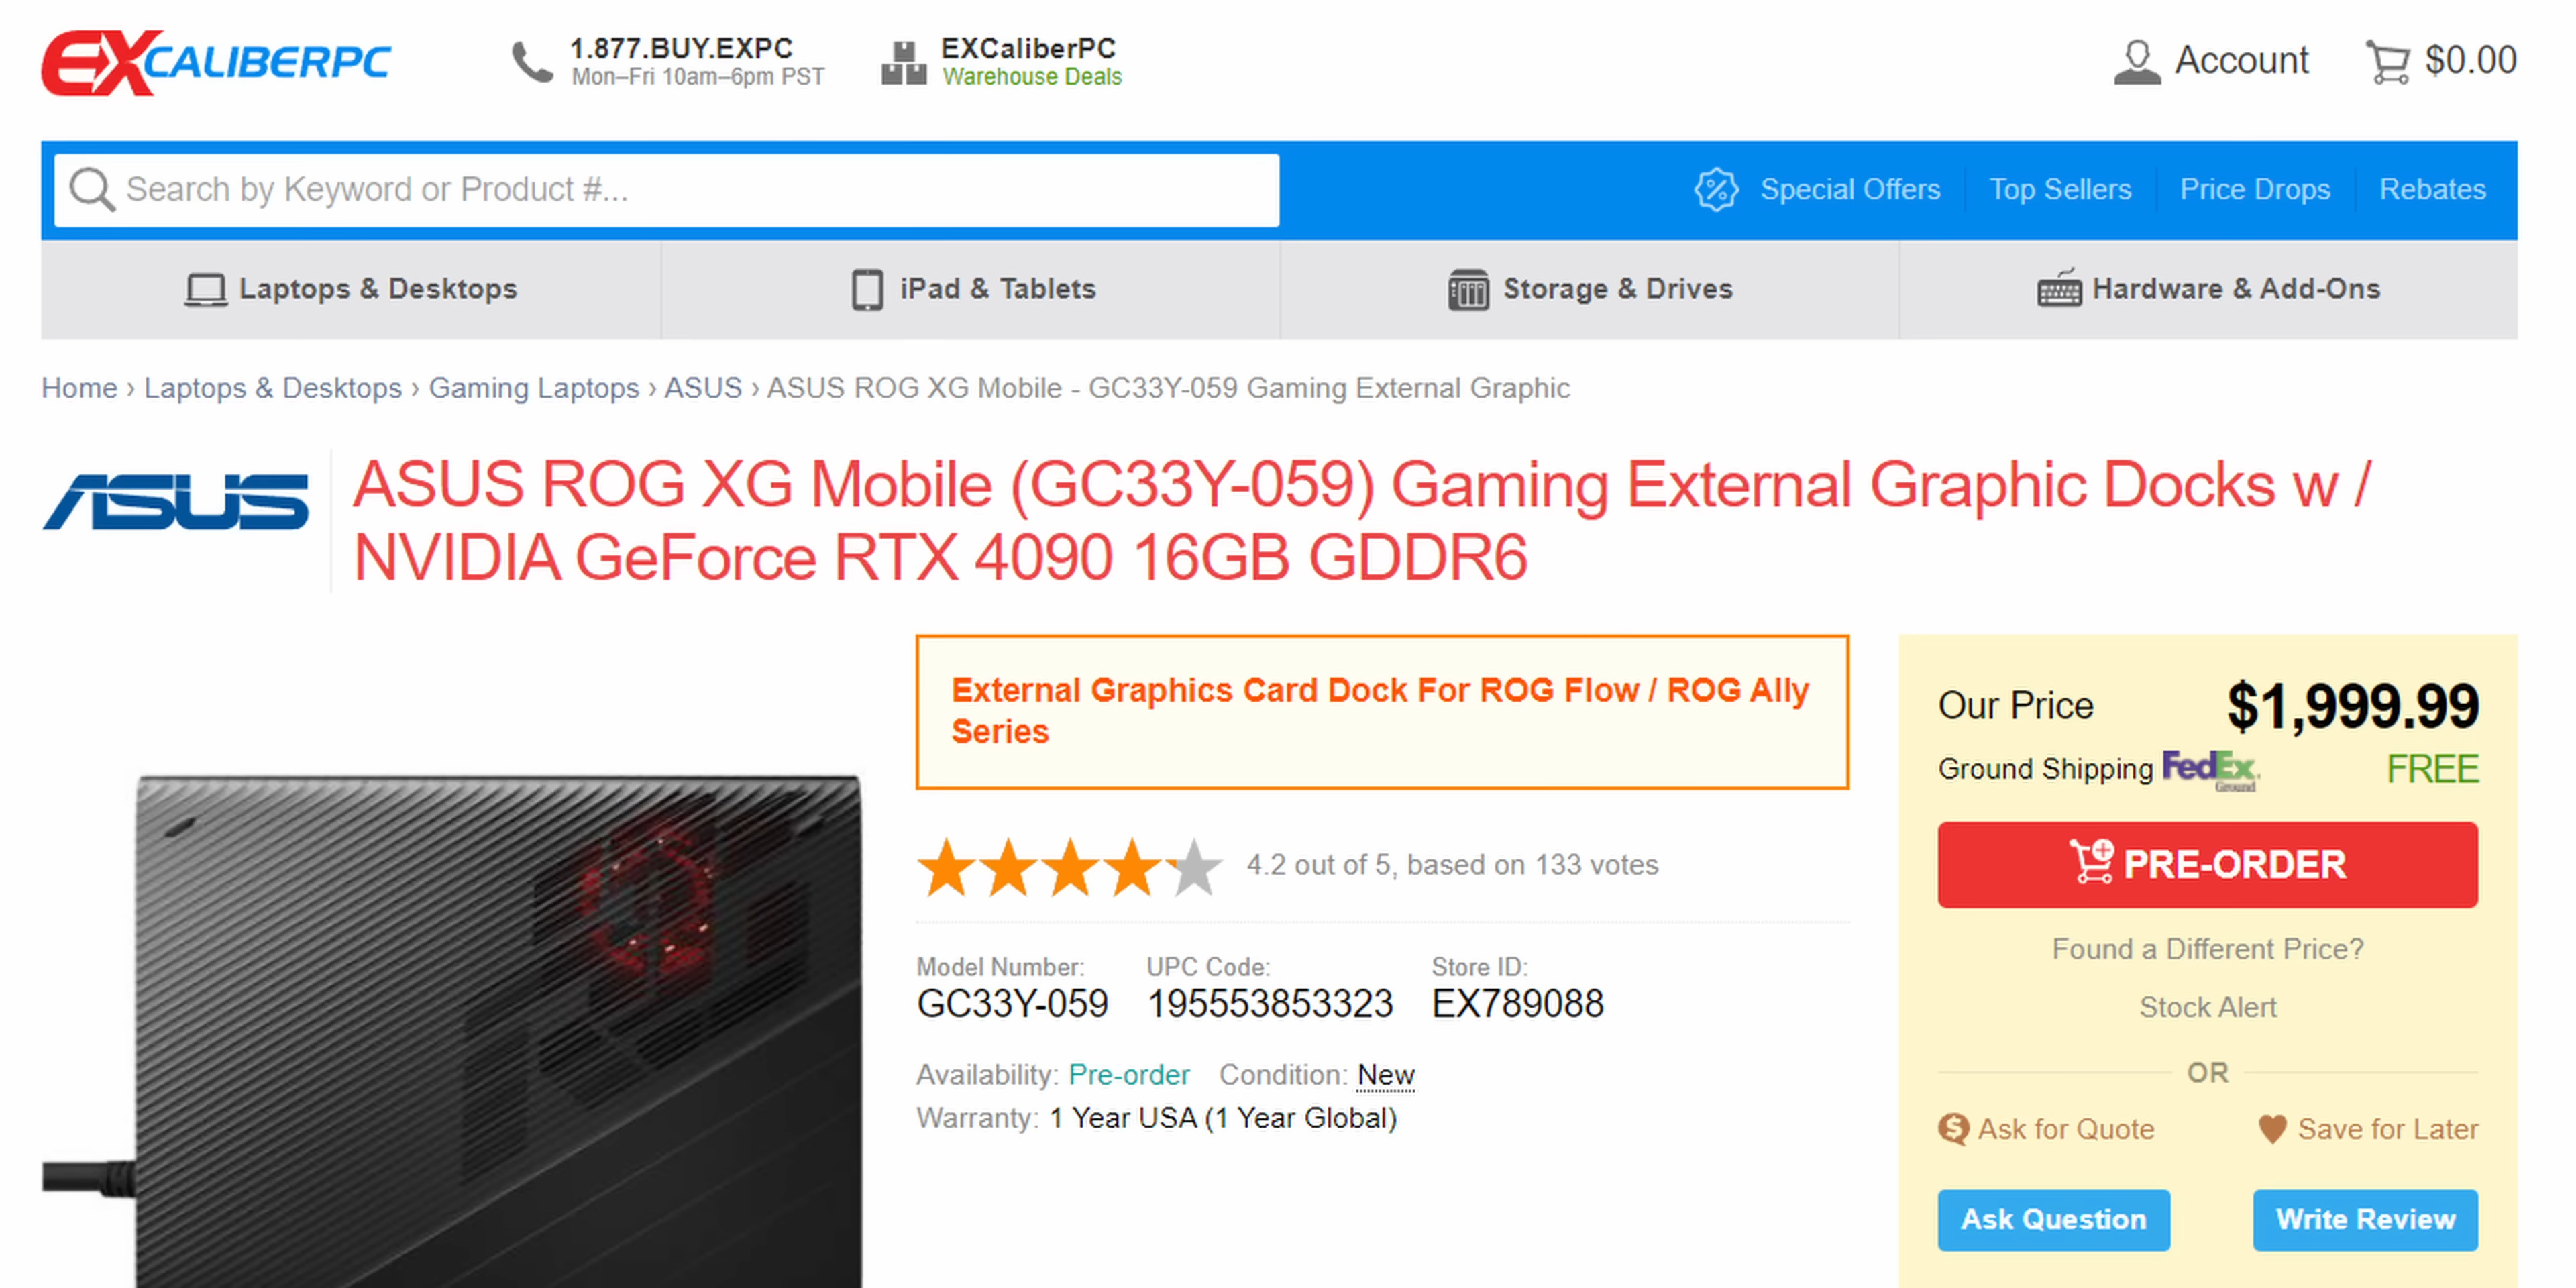 EXCALIBERPC
1.877.BUY.EXPC
Mon–Fri 10am–6pm PST
EXCaliberPC
Warehouse Deals
Account
$0.00
Search by Keyword or Product #...
Special Offers
Top Sellers
Price Drops
Rebates
Laptops & Desktops
iPad & Tablets
Storage & Drives
Hardware & Add-Ons
Home › Laptops & Desktops › Gaming Laptops › ASUS › ASUS ROG XG Mobile - GC33Y-059 Gaming External Graphic
ASUS
ASUS ROG XG Mobile (GC33Y-059) Gaming External Graphic Docks w /
NVIDIA GeForce RTX 4090 16GB GDDR6
External Graphics Card Dock For ROG Flow / ROG Ally
Series
4.2 out of 5, based on 133 votes
Model Number: UPC Code: Store ID:
GC33Y-059 195553853323 EX789088
Availability: Pre-order Condition: New
Warranty: 1 Year USA (1 Year Global)
Our Price $1,999.99
Ground Shipping FedEx Ground FREE
PRE-ORDER
Found a Different Price?
Stock Alert
OR
Ask for Quote
Save for Later
Ask Question
Write Review